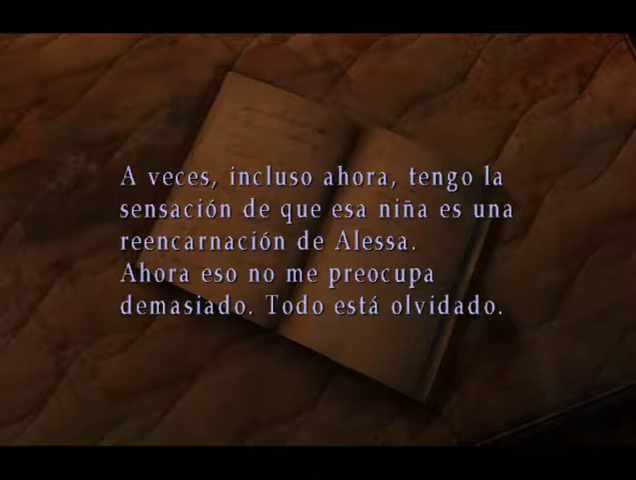 A veces, incluso ahora, tengo la
sensación de que esa niña es una
reencarnación de Alessa.
Ahora eso no me preocupa
demasiado. Todo está olvidado.